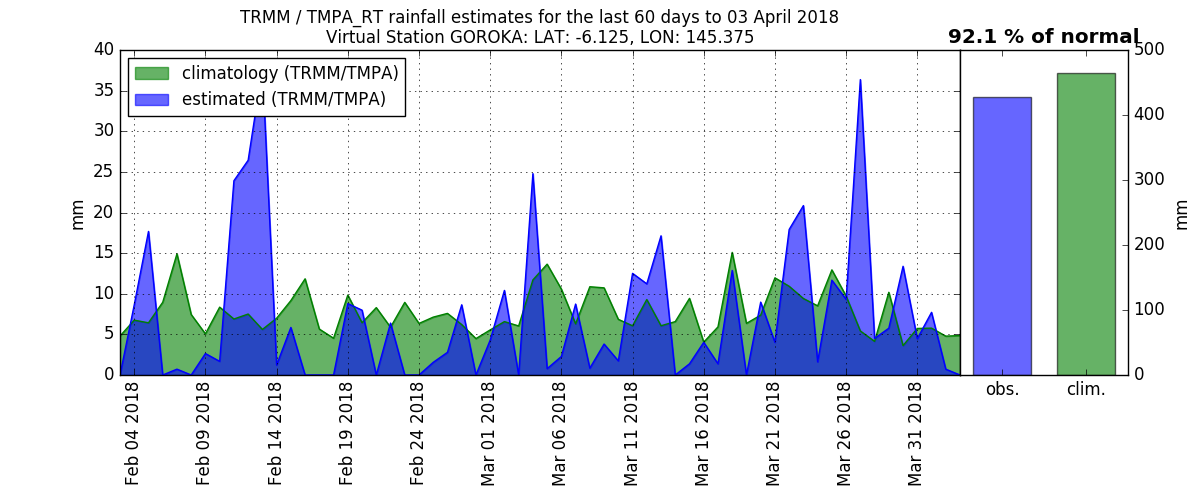 TRMM / TMPA_RT rainfall estimates for the last 60 days to 03 April 2018
Virtual Station GOROKA: LAT: -6.125, LON: 145.375
92.1 % of normal
climatology (TRMM/TMPA)
estimated (TRMM/TMPA)
mm
40
35
30
25
20
15
10
5
0
Feb 04 2018
Feb 09 2018
Feb 14 2018
Feb 19 2018
Feb 24 2018
Mar 01 2018
Mar 06 2018
Mar 11 2018
Mar 16 2018
Mar 21 2018
Mar 26 2018
Mar 31 2018
obs.
clim.
500
400
300
200
100
0
mm